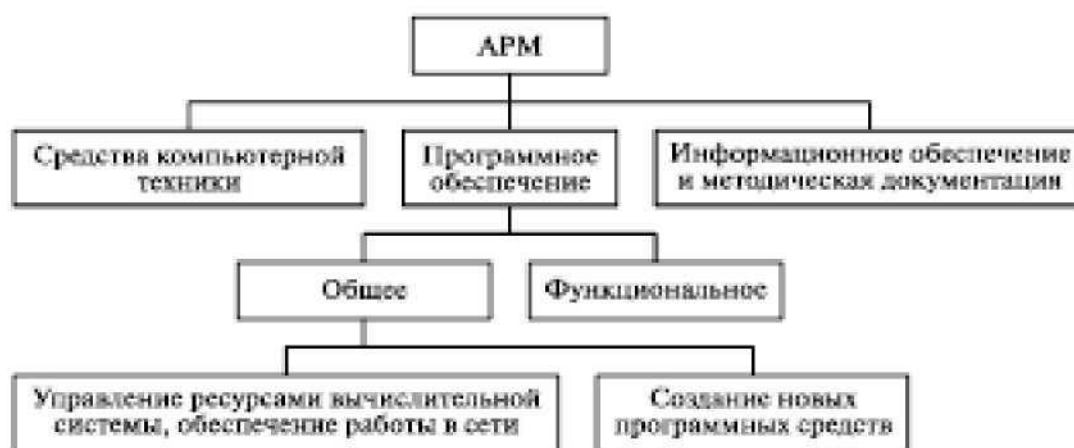 АРМ
Средства компьютерной
техники
Программное
обеспечение
Информационное обеспечение
и методическая документация
Общее
Функциональное
Управление ресурсами вычислительной
системы, обеспечение работы в сети
Создание новых
программных средств